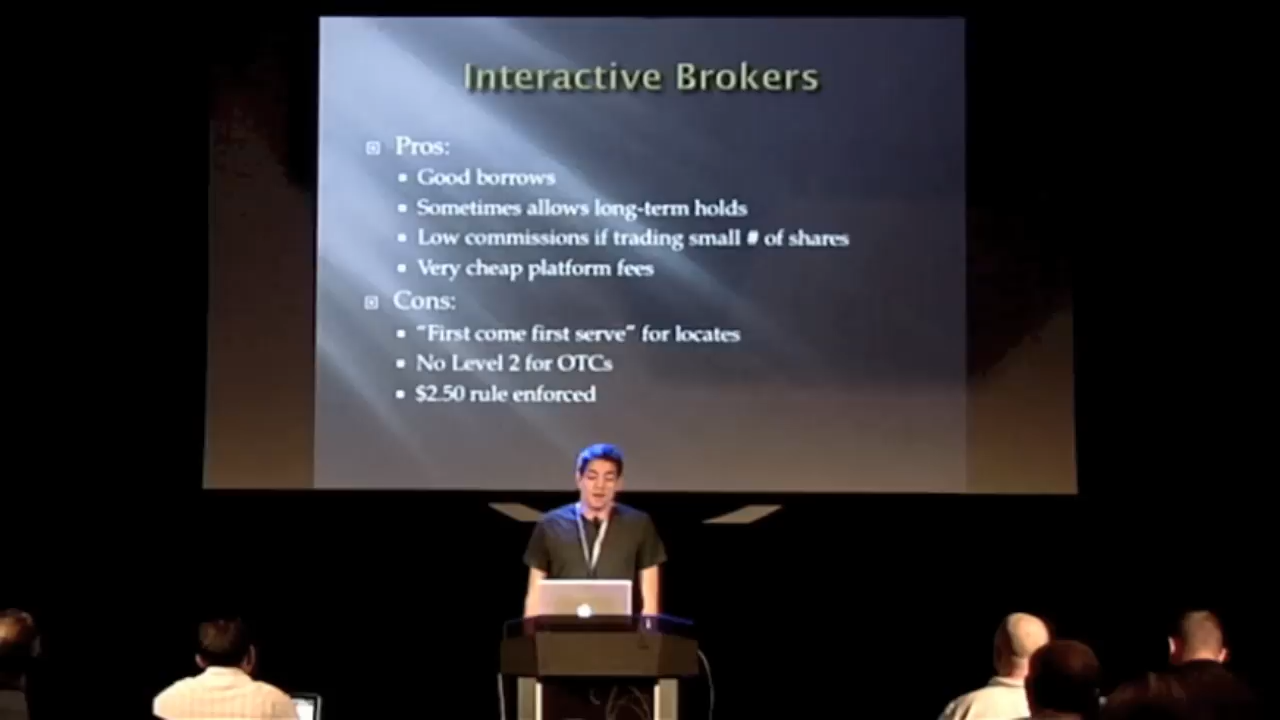 Interactive Brokers
Pros:
Good borrows
Sometimes allows long-term holds
Low commissions if trading small # of shares
Very cheap platform fees
Cons:
“First come first serve” for locates
No Level 2 for OTCs
$2.50 rule enforced